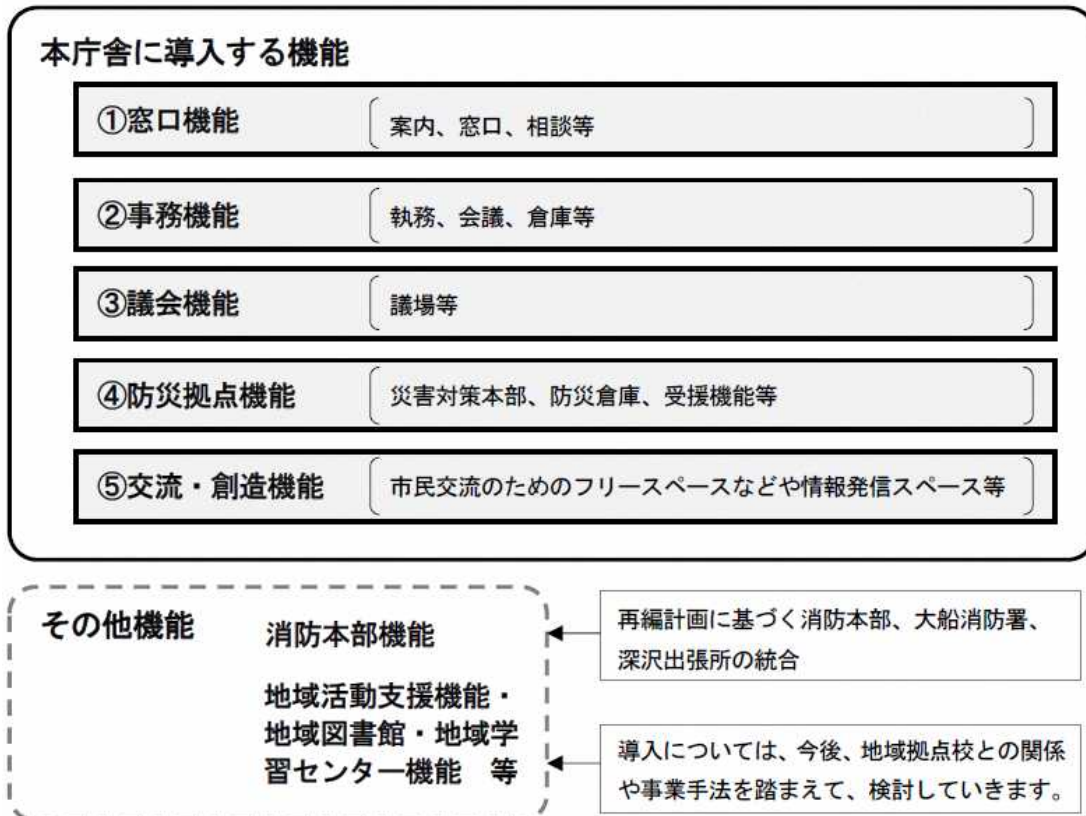 本庁舎に導入する機能
①窓口機能
案内、窓口、相談等
②事務機能
執務、会議、倉庫等
③議会機能
議場等
④防災拠点機能
災害対策本部、防災倉庫、受援機能等
⑤交流・創造機能
市民交流のためのフリースペースなどや情報発信スペース等
その他機能
消防本部機能
再編計画に基づく消防本部、大船消防署、
深沢出張所の統合
地域活動支援機能・
地域図書館・地域学
習センター機能 等
導入については、今後、地域拠点校との関係
や事業手法を踏まえて、検討していきます。